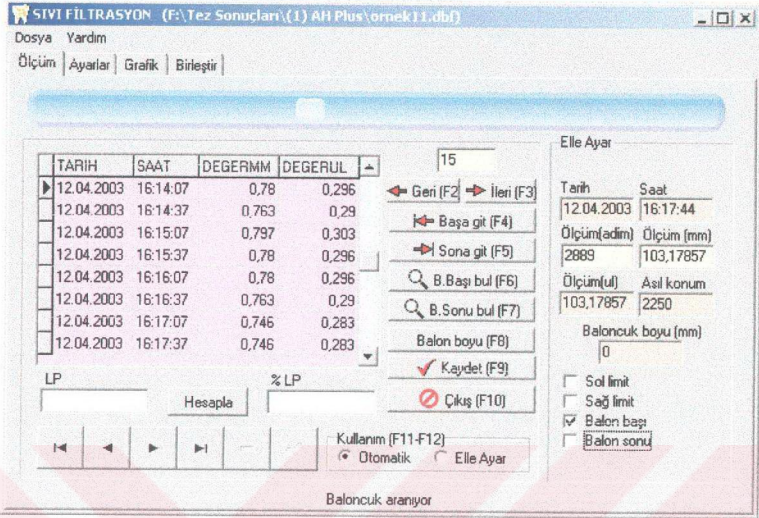 SIVI FİLTRASYON (F:\Tez Sonuçları\(1) AH Plus\ornek11.dbf)
Dosya Yardım
Ölçüm Ayarlar Grafik Birleştir
TARIH SAAT DEGERMM DEGERUL
12.04.2003 16:14:07 0,78 0,296
12.04.2003 16:14:37 0,763 0,29
12.04.2003 16:15:07 0,797 0,303
12.04.2003 16:15:37 0,78 0,296
12.04.2003 16:16:07 0,78 0,296
12.04.2003 16:16:37 0,763 0,29
12.04.2003 16:17:07 0,746 0,283
12.04.2003 16:17:37 0,746 0,283
LP % LP
Hesapla
15
Geri (F2 İleri (F3)
Başa git (F4)
Sona git (F5)
B.Başı bul (F6)
B.Sonu bul (F7)
Balon boyu (F8)
Kaydet (F9)
Çıkış (F10)
Kullanım (F11-F12)
Otomatik Elle Ayar
Elle Ayar
Tarih Saat
12.04.2003 16:17:44
Ölçüm(adim) Ölçüm (mm)
2889 103,17857
Ölçüm(ul) Asıl konum
103,17857 2250
Baloncuk boyu (mm)
0
Sol limit
Sağ limit
Balon başı
Balon sonu
Baloncuk aranıyor